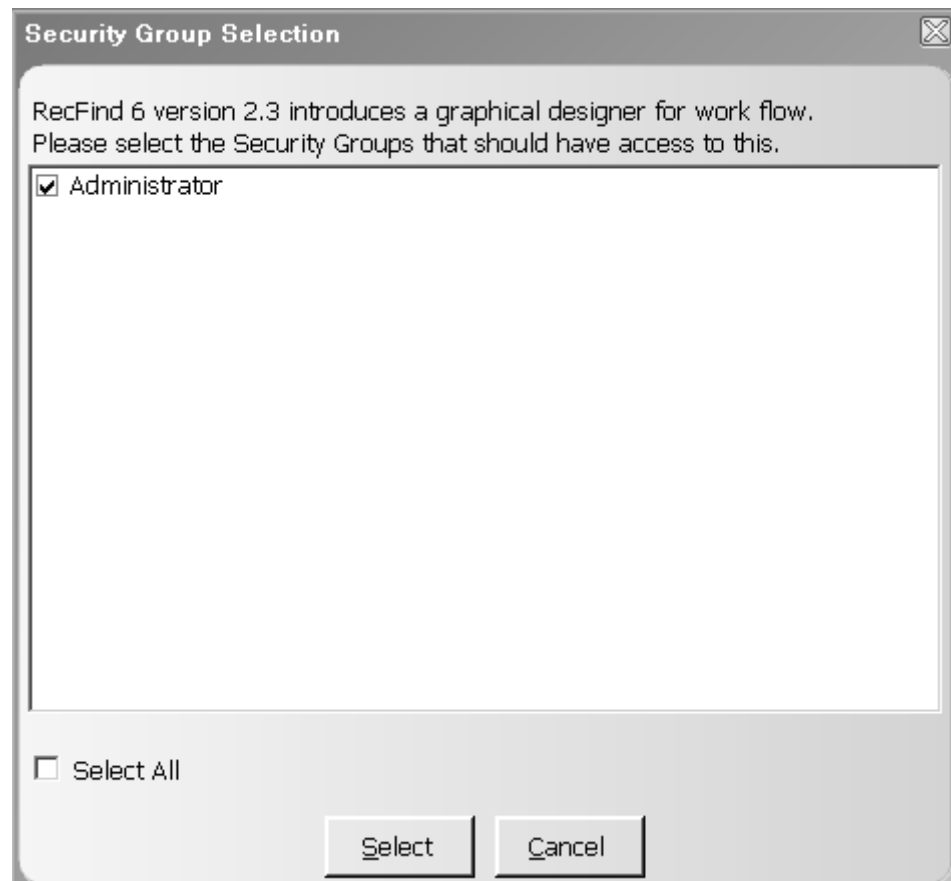 Security Group Selection
RecFind 6 version 2.3 introduces a graphical designer for work flow.
Please select the Security Groups that should have access to this.
Administrator
Select All
Select
Cancel